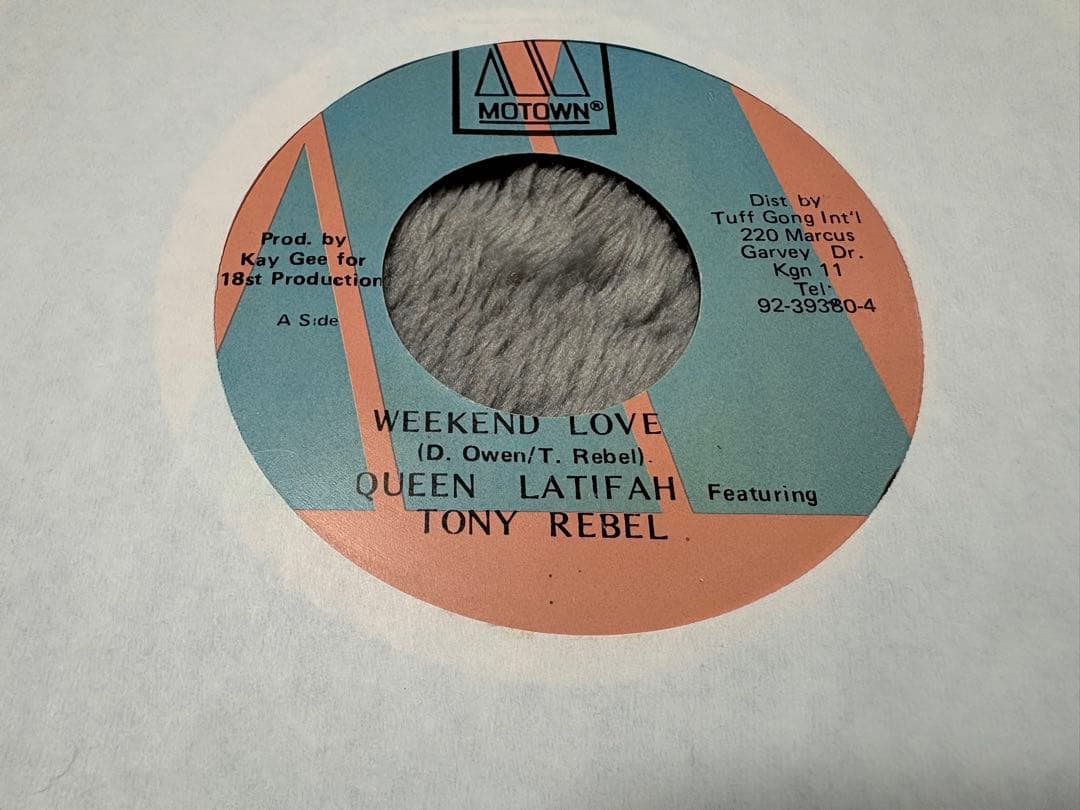 MOTOWN®
Prod. by
Kay Gee for
18st Production
A Side
Dist by
Tuff Gong Int'l
220 Marcus
Garvey Dr.
Kgn 11
Tel:
92-39380-4
WEEKEND LOVE
(D. Owen/T. Rebel).
QUEEN LATIFAH Featuring
TONY REBEL